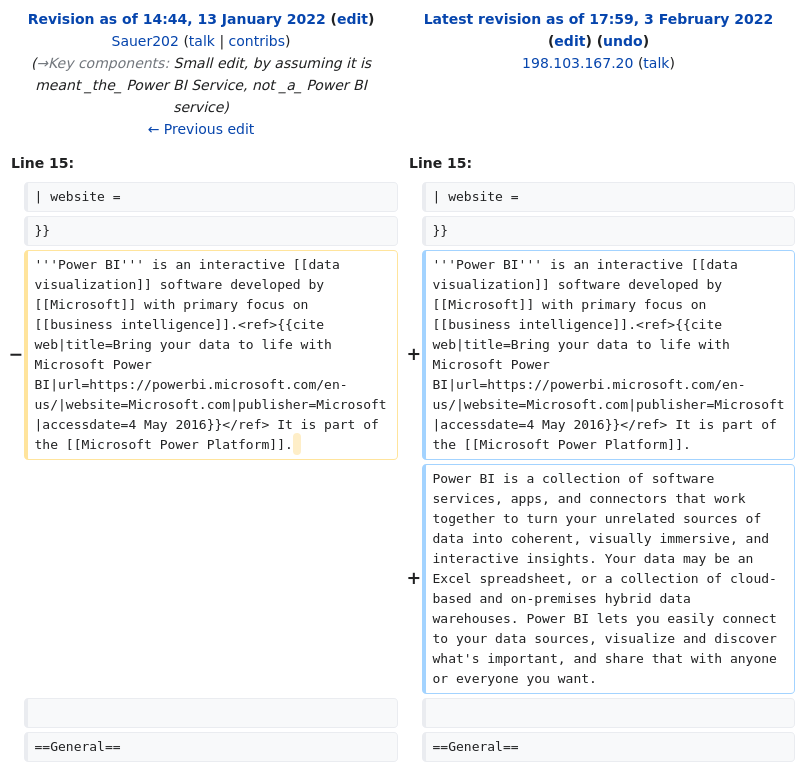 Revision as of 14:44, 13 January 2022 (edit)
Sauer202 (talk | contribs)
(→Key components: Small edit, by assuming it is
meant _the_ Power BI Service, not _a_ Power BI
service)
← Previous edit
Latest revision as of 17:59, 3 February 2022
(edit) (undo)
198.103.167.20 (talk)
Line 15:
Line 15:
| website =
| website =
}}
}}
−
'''Power BI''' is an interactive [[data
visualization]] software developed by
[[Microsoft]] with primary focus on
[[business intelligence]].<ref>{{cite
web|title=Bring your data to life with
Microsoft Power
BI|url=https://powerbi.microsoft.com/en-
us/|website=Microsoft.com|publisher=Microsoft
|accessdate=4 May 2016}}</ref> It is part of
the [[Microsoft Power Platform]].
+
'''Power BI''' is an interactive [[data
visualization]] software developed by
[[Microsoft]] with primary focus on
[[business intelligence]].<ref>{{cite
web|title=Bring your data to life with
Microsoft Power
BI|url=https://powerbi.microsoft.com/en-
us/|website=Microsoft.com|publisher=Microsoft
|accessdate=4 May 2016}}</ref> It is part of
the [[Microsoft Power Platform]].
+
Power BI is a collection of software
services, apps, and connectors that work
together to turn your unrelated sources of
data into coherent, visually immersive, and
interactive insights. Your data may be an
Excel spreadsheet, or a collection of cloud-
based and on-premises hybrid data
warehouses. Power BI lets you easily connect
to your data sources, visualize and discover
what's important, and share that with anyone
or everyone you want.
==General==
==General==